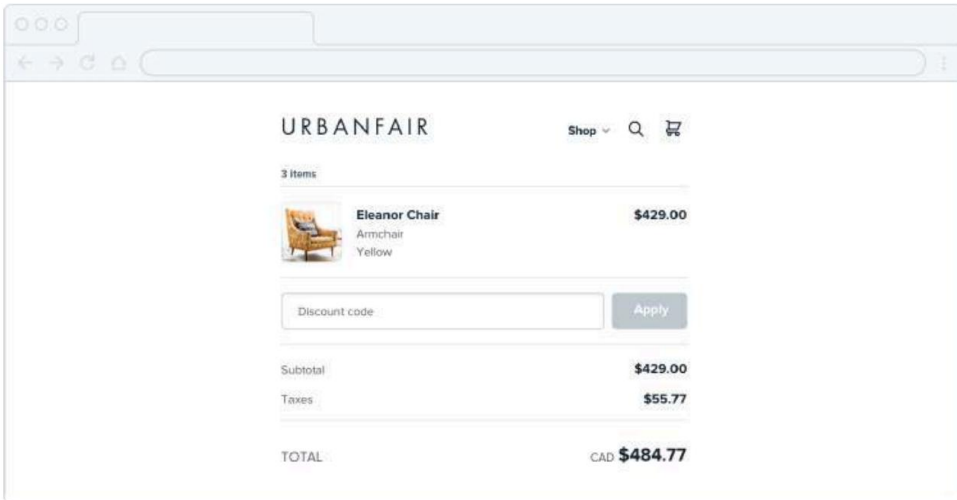 URBANFAIR
Shop
3 items
Eleanor Chair $429.00
Armchair
Yellow
Discount code Apply
Subtotal $429.00
Taxes $55.77
TOTAL CAD $484.77